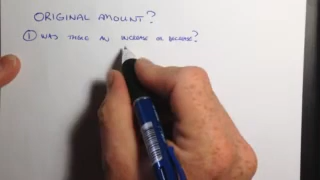 ORIGINAL AMOUNT?
① WAS THERE AN INCREASE OR DECREASE?